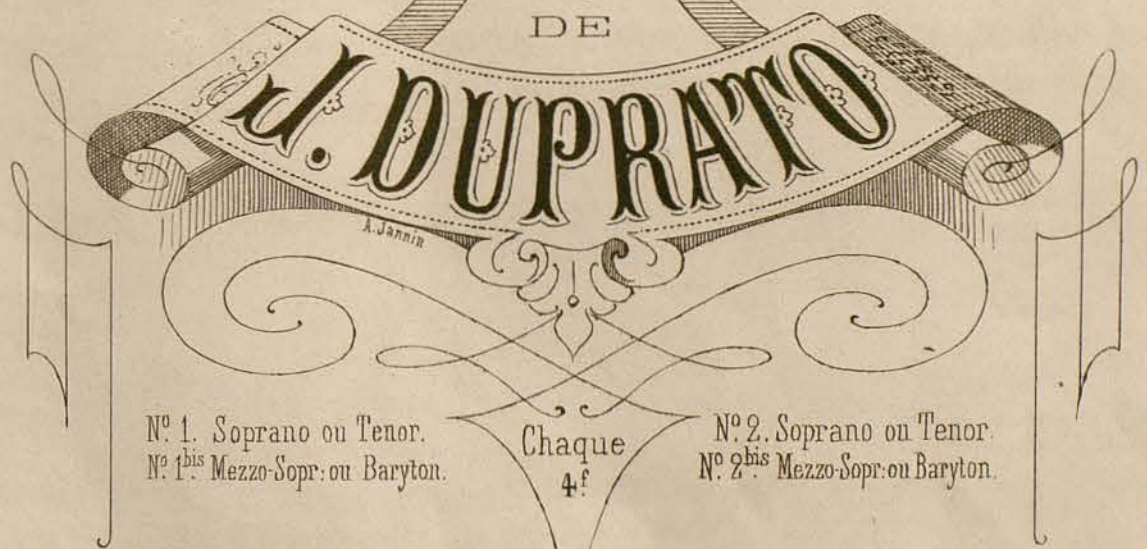 DE
J. DUPRATO
A. Jannin
Nº 1. Soprano ou Tenor.
Nº 1bis Mezzo-Sopr: ou Baryton.
Chaque
4f
Nº 2. Soprano ou Tenor.
Nº 2bis Mezzo-Sopr: ou Baryton.